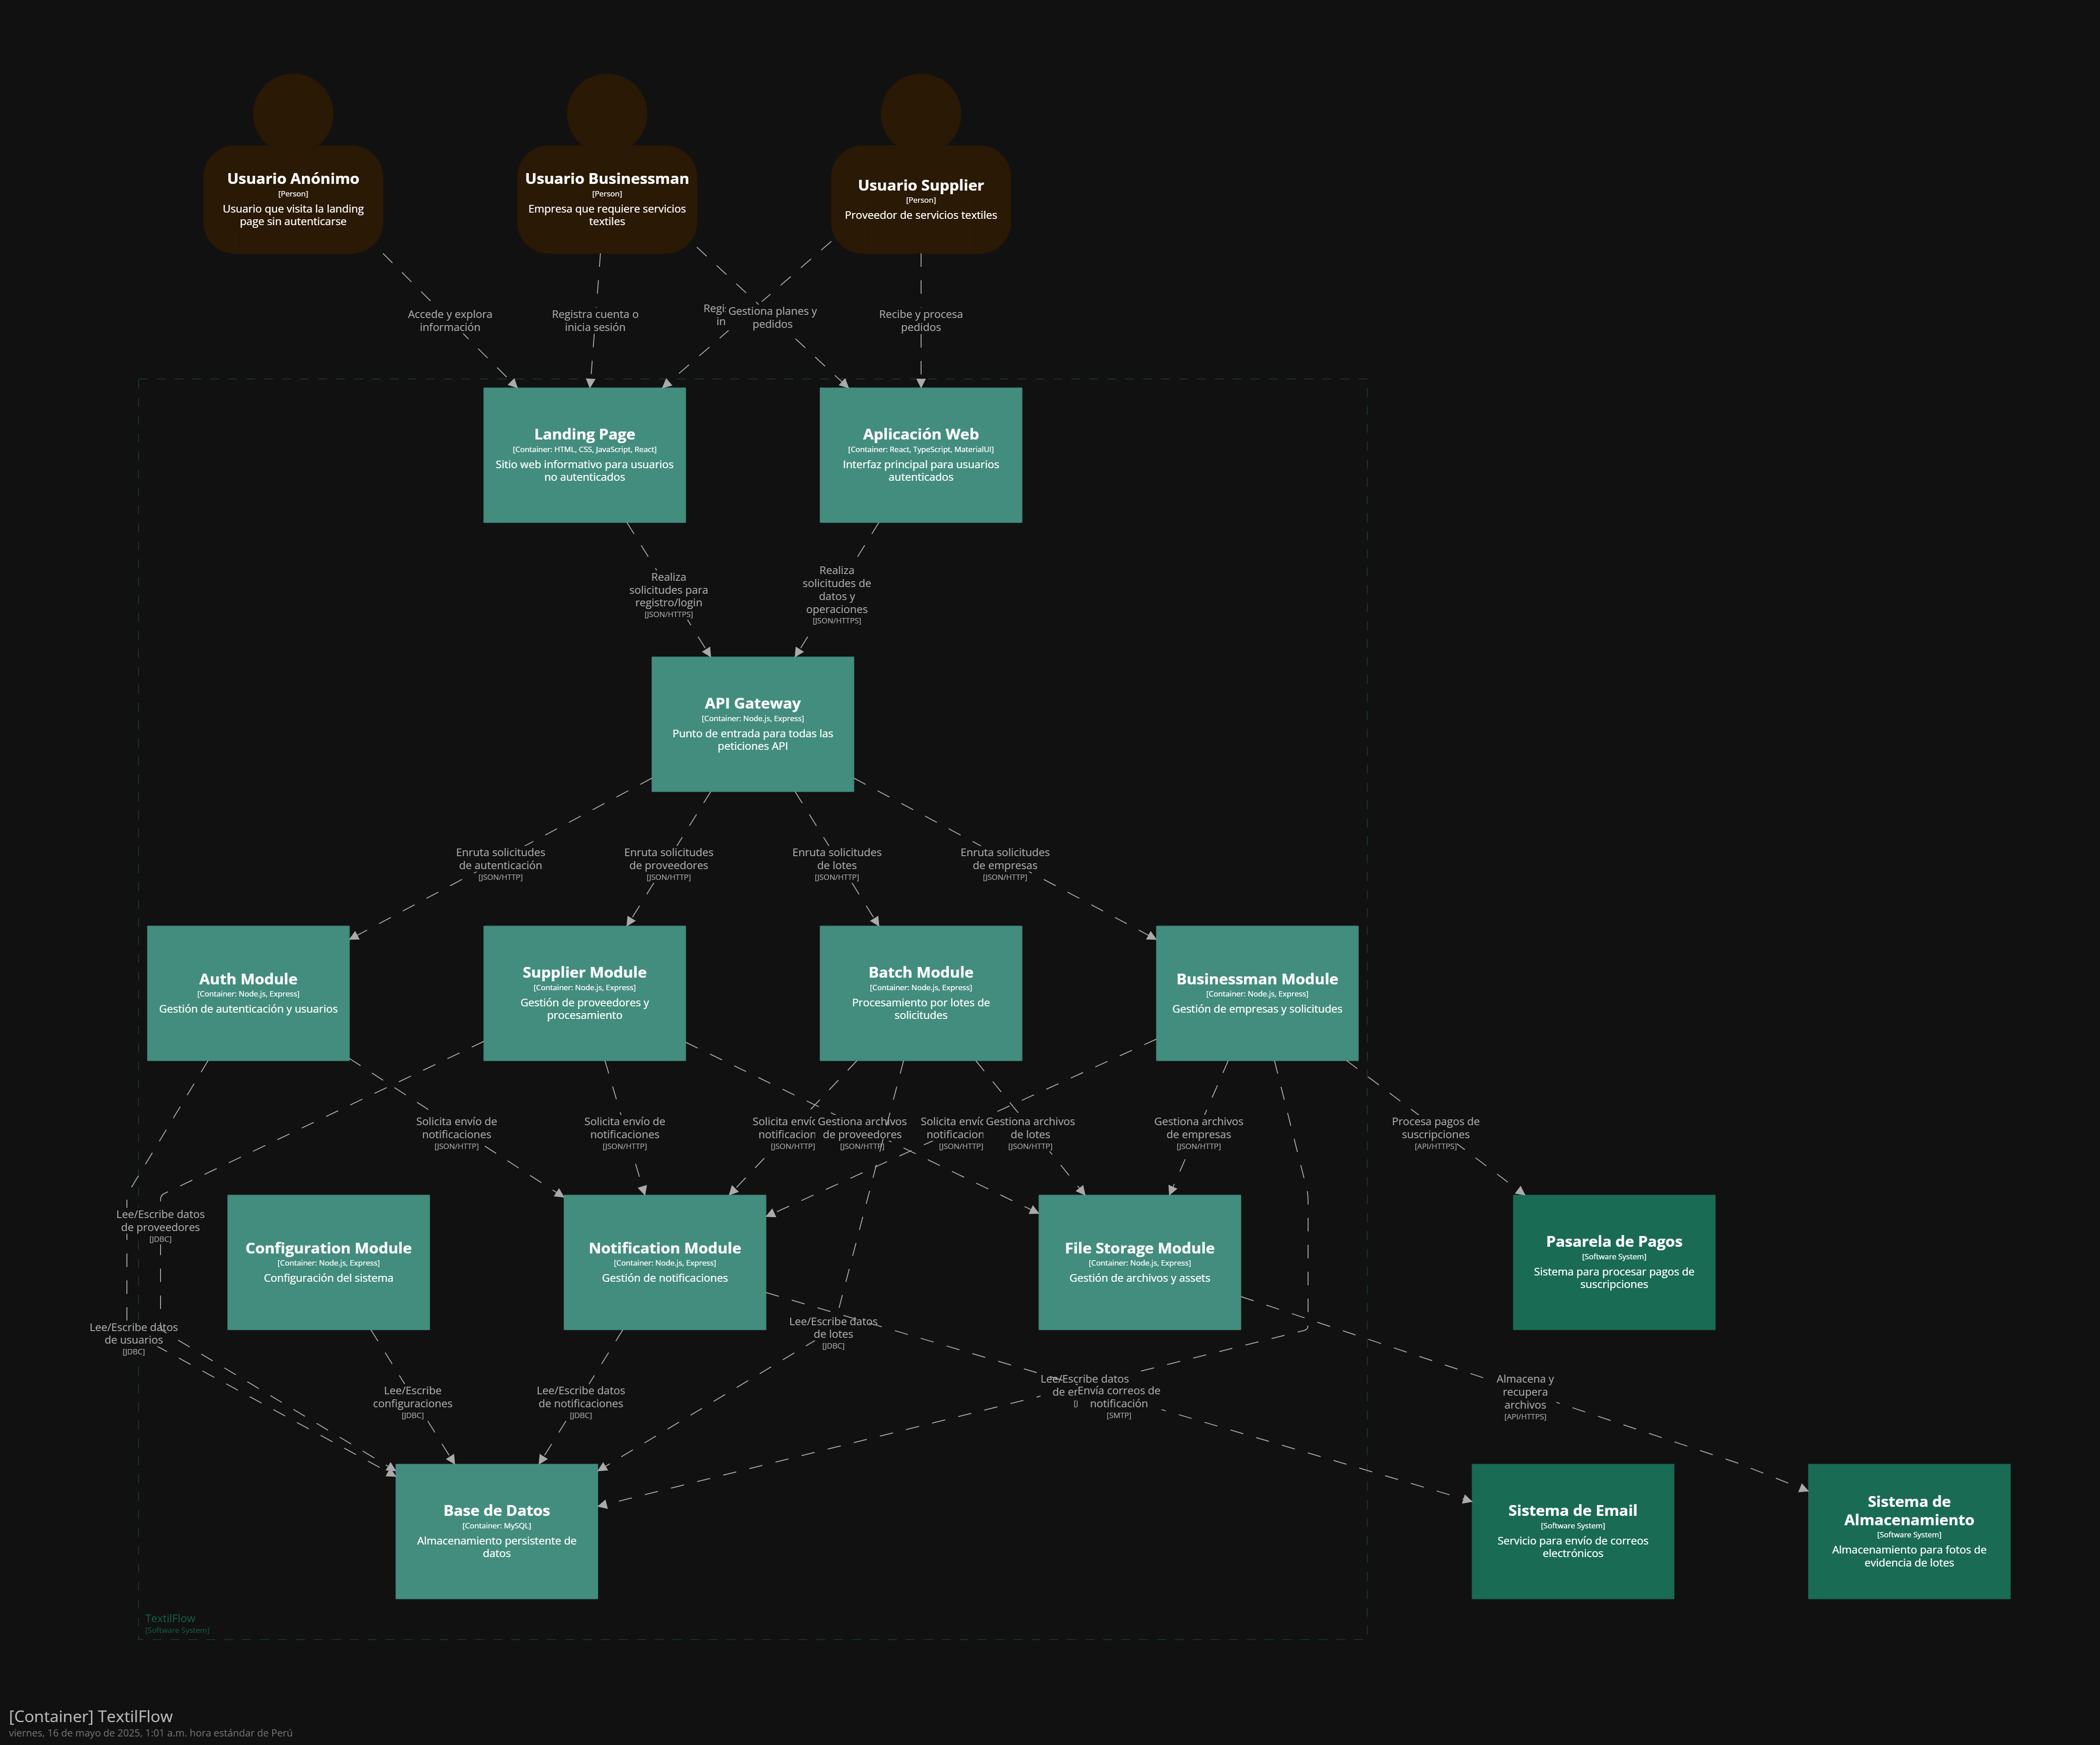 Usuario Anónimo
[Person]
Usuario que visita la landing
page sin autenticarse
Usuario Businessman
[Person]
Empresa que requiere servicios
textiles
Usuario Supplier
[Person]
Proveedor de servicios textiles
Accede y explora
información
Registra cuenta o
inicia sesión
Gestiona planes y
pedidos
Recibe y procesa
pedidos
Landing Page
[Container: HTML, CSS, JavaScript, React]
Sitio web informativo para usuarios
no autenticados
Aplicación Web
[Container: React, TypeScript, MaterialUI]
Interfaz principal para usuarios
autenticados
Realiza
solicitudes para
registro/login
[JSON/HTTPS]
Realiza
solicitudes de
datos y
operaciones
[JSON/HTTPS]
API Gateway
[Container: Node.js, Express]
Punto de entrada para todas las
peticiones API
Enruta solicitudes
de autenticación
[JSON/HTTP]
Enruta solicitudes
de proveedores
[JSON/HTTP]
Enruta solicitudes
de lotes
[JSON/HTTP]
Enruta solicitudes
de empresas
[JSON/HTTP]
Auth Module
[Container: Node.js, Express]
Gestión de autenticación y usuarios
Supplier Module
[Container: Node.js, Express]
Gestión de proveedores y
procesamiento
Batch Module
[Container: Node.js, Express]
Procesamiento por lotes de
solicitudes
Businessman Module
[Container: Node.js, Express]
Gestión de empresas y solicitudes
Solicita envío de
notificaciones
[JSON/HTTP]
Solicita envío de
notificaciones
[JSON/HTTP]
Solicita
[JSON/HTTP]
Gestiona archivos
de proveedores
[JSON/HTTP]
Solicita
[JSON/HTTP]
Gestiona archivos
de lotes
[JSON/HTTP]
Gestiona archivos
de empresas
[JSON/HTTP]
Procesa pagos de
suscripciones
[API/HTTPS]
Lee/Escribe datos
de proveedores
[JDBC]
Configuration Module
[Container: Node.js, Express]
Configuración del sistema
Notification Module
[Container: Node.js, Express]
Gestión de notificaciones
File Storage Module
[Container: Node.js, Express]
Gestión de archivos y assets
Pasarela de Pagos
[Software System]
Sistema para procesar pagos de
suscripciones
Lee/Escribe datos
de usuarios
[JDBC]
Lee/Escribe datos
de lotes
[JDBC]
Lee/Escribe
configuraciones
[JDBC]
Lee/Escribe datos
de notificaciones
[JDBC]
Lee/Escribe datos
de
Envía correos de
notificación
[SMTP]
Almacena y
recupera
archivos
[API/HTTPS]
Base de Datos
[Container: MySQL]
Almacenamiento persistente de
datos
Sistema de Email
[Software System]
Servicio para envío de correos
electrónicos
Sistema de
Almacenamiento
[Software System]
Almacenamiento para fotos de
evidencia de lotes
TextilFlow
[Software System]
[Container] TextilFlow
viernes, 16 de mayo de 2025, 1:01 a.m. hora estándar de Perú